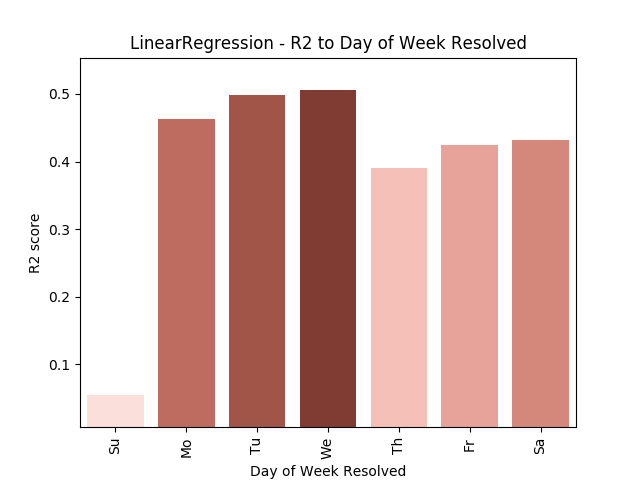 LinearRegression - R2 to Day of Week Resolved
0.5
0.4
0.3
0.2
0.1
R2 score
Su Mo Tu We Th Fr Sa
Day of Week Resolved